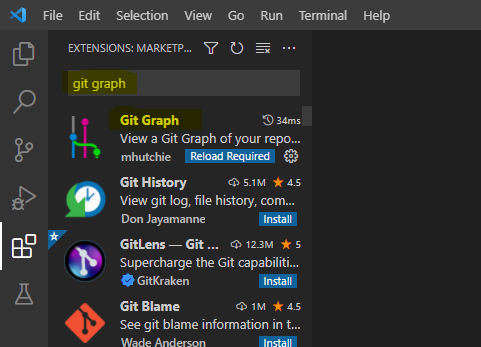 File Edit Selection View Go Run Terminal Help
EXTENSIONS: MARKETP...
git graph
Git Graph 34ms
View a Git Graph of your repo...
mhutchie Reload Required
Git History 5.1M 4.5
View git log, file history, com...
Don Jayamanne Install
GitLens — Git ... 12.3M 5
Supercharge the Git capabiliti...
GitKraken Install
Git Blame 1M 4.5
See git blame information in t...
Wade Anderson Install